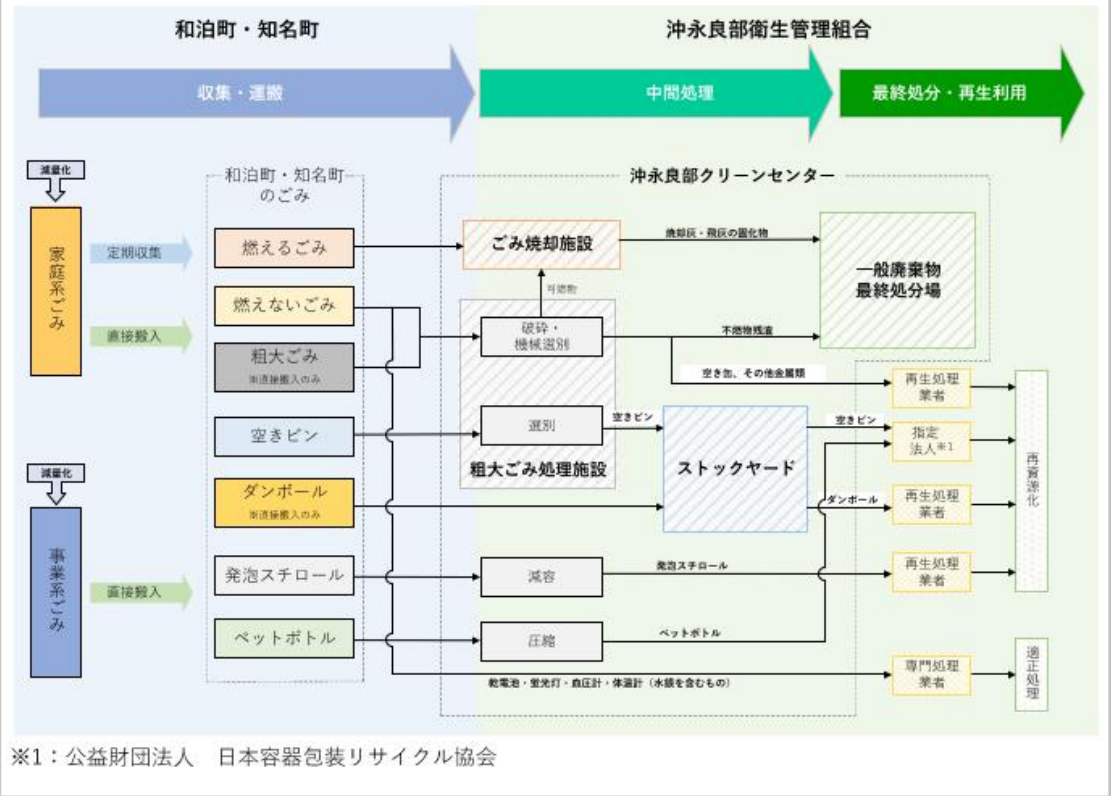 和泊町・知名町
沖永良部衛生管理組合
収集・運搬
中間処理
最終処分・再生利用
減量化
家庭系ごみ
定期収集
直接搬入
減量化
事業系ごみ
直接搬入
和泊町・知名町
のごみ
燃えるごみ
燃えないごみ
粗大ごみ
※直接搬入のみ
空きビン
ダンボール
※直接搬入のみ
発泡スチロール
ペットボトル
沖永良部クリーンセンター
ごみ焼却施設
可燃物
破砕・
機械選別
選別
粗大ごみ処理施設
減容
圧縮
焼却灰・飛灰の固化物
不燃物残渣
空き缶、その他金属類
空きビン
ストックヤード
空きビン
ダンボール
発泡スチロール
ペットボトル
乾電池・蛍光灯・血圧計・体温計（水銀を含むもの）
一般廃棄物
最終処分場
再生処理
業者
指定
法人※1
再生処理
業者
再生処理
業者
専門処理
業者
再資源化
適正処理
※1：公益財団法人　日本容器包装リサイクル協会